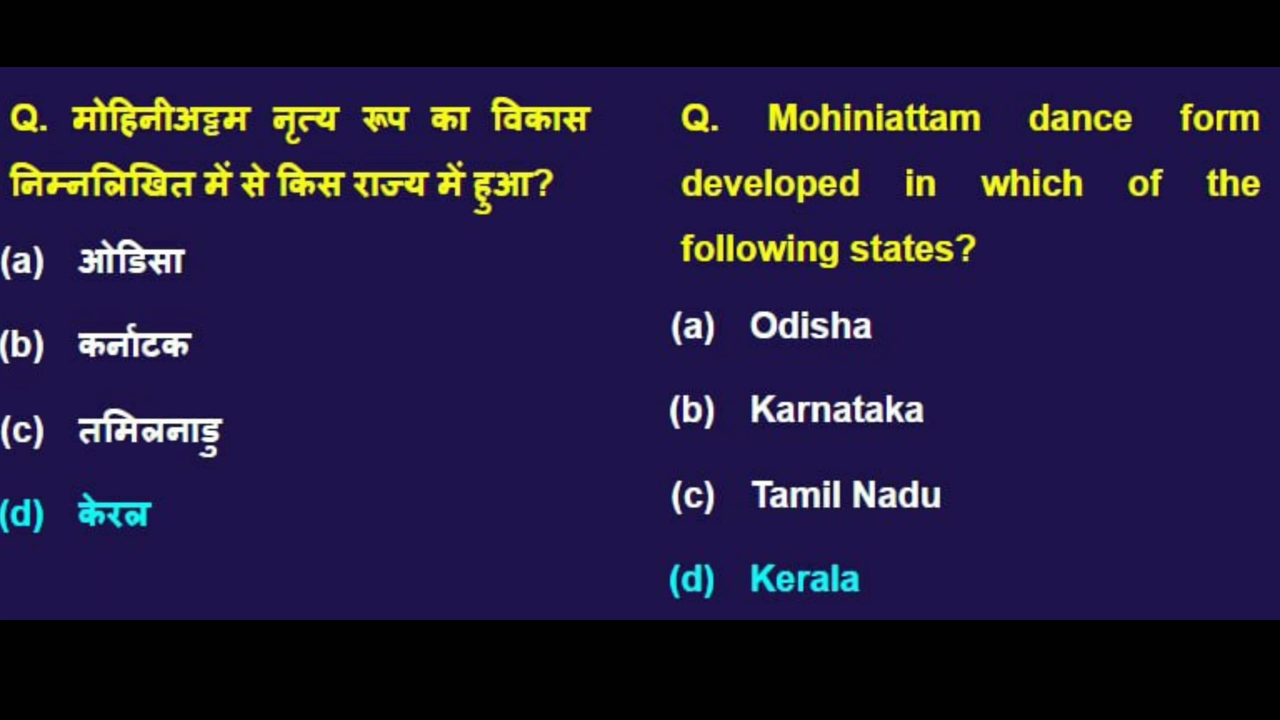 Q. मोहिनीअट्टम नृत्य रूप का विकास
निम्नलिखित में से किस राज्य में हुआ?
(a) ओडिसा
(b) कर्नाटक
(c) तमिलनाडु
(d) केरल
Q. Mohiniattam dance form
developed in which of the
following states?
(a) Odisha
(b) Karnataka
(c) Tamil Nadu
(d) Kerala